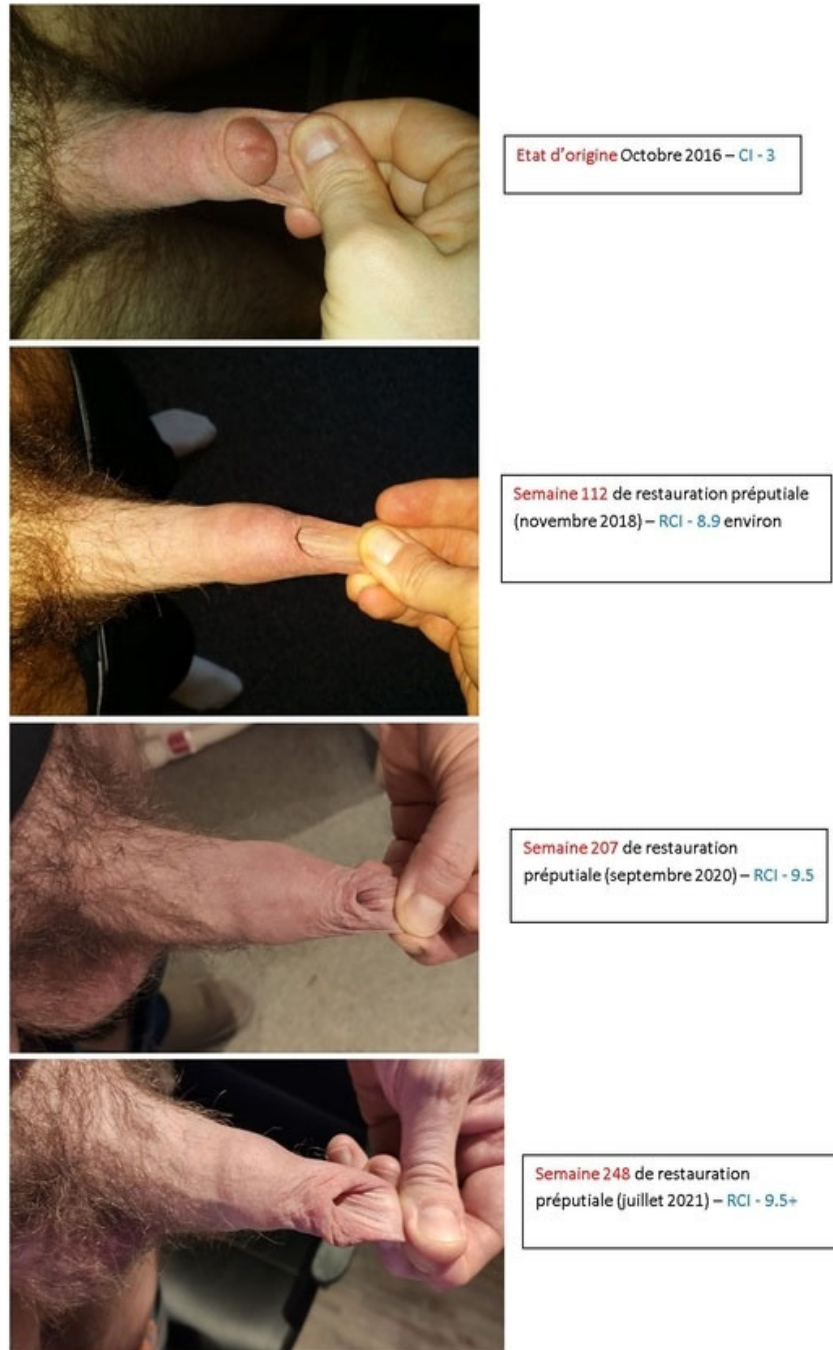 Etat d'origine Octobre 2016 – CI - 3
Semaine 112 de restauration préputiale
(novembre 2018) – RCI - 8.9 environ
Semaine 207 de restauration
préputiale (septembre 2020) – RCI - 9.5
Semaine 248 de restauration
préputiale (juillet 2021) – RCI - 9.5+